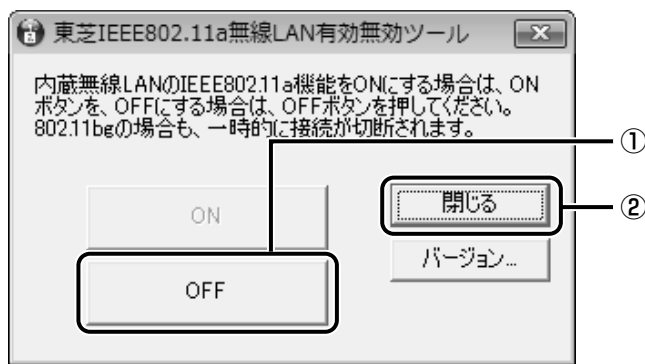 東芝IEEE802.11a無線LAN有効無効ツール
内蔵無線LANのIEEE802.11a機能をONにする場合は、ON
ボタンを、OFFにする場合は、OFFボタンを押してください。
802.11bgの場合も、一時的に接続が切断されます。
①
ON
閉じる
②
バージョン...
OFF